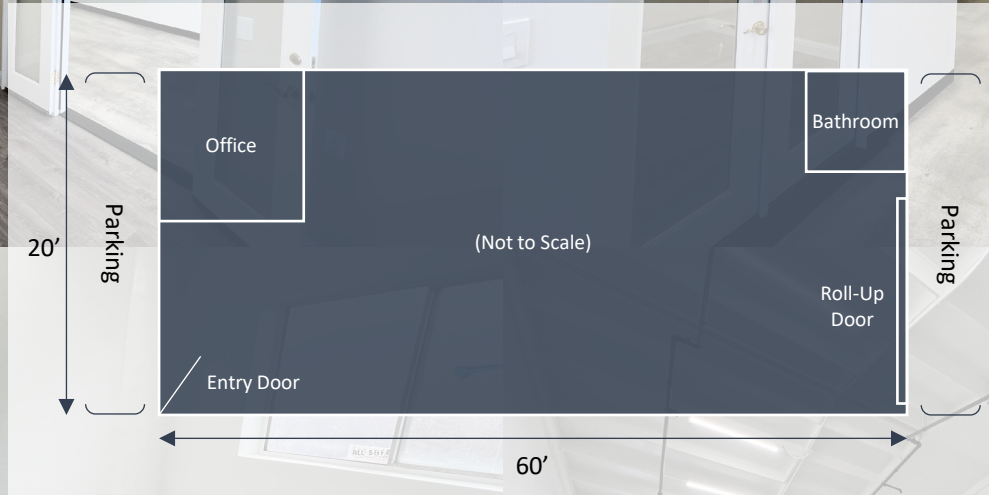 Office
Bathroom
20’
Parking
(Not to Scale)
Parking
Roll-Up
Door
Entry Door
60’